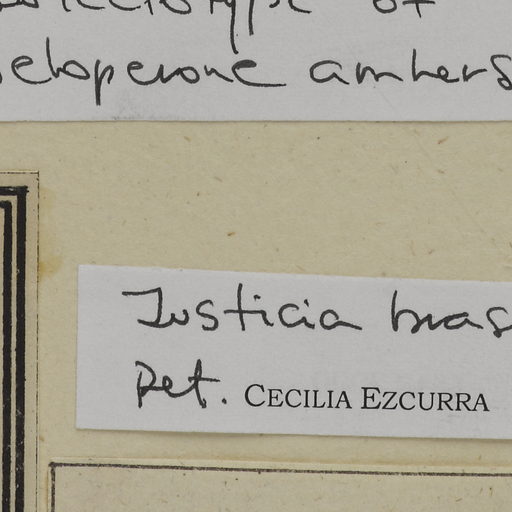 of
eloperone amhers
Justicia bras
Det. CECILIA EZCURRA